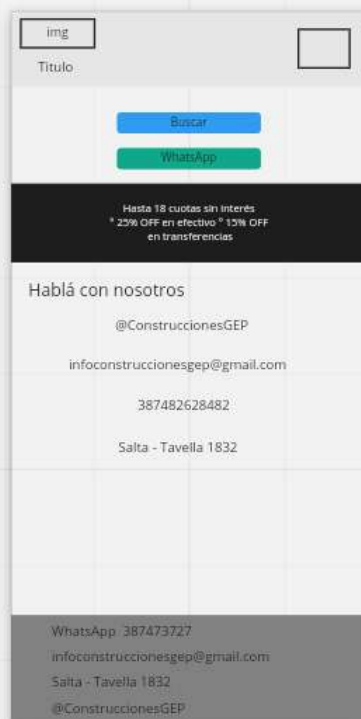 img
Titulo
Buscar
WhatsApp
Hasta 18 cuotas sin interés
° 25% OFF en efectivo ° 15% OFF
en transferencias
Hablá con nosotros
@ConstruccionesGEP
infoconstruccionesgep@gmail.com
387482628482
Salta - Tavella 1832
WhatsApp 387473727
infoconstruccionesgep@gmail.com
Salta - Tavella 1832
@ConstruccionesGEP